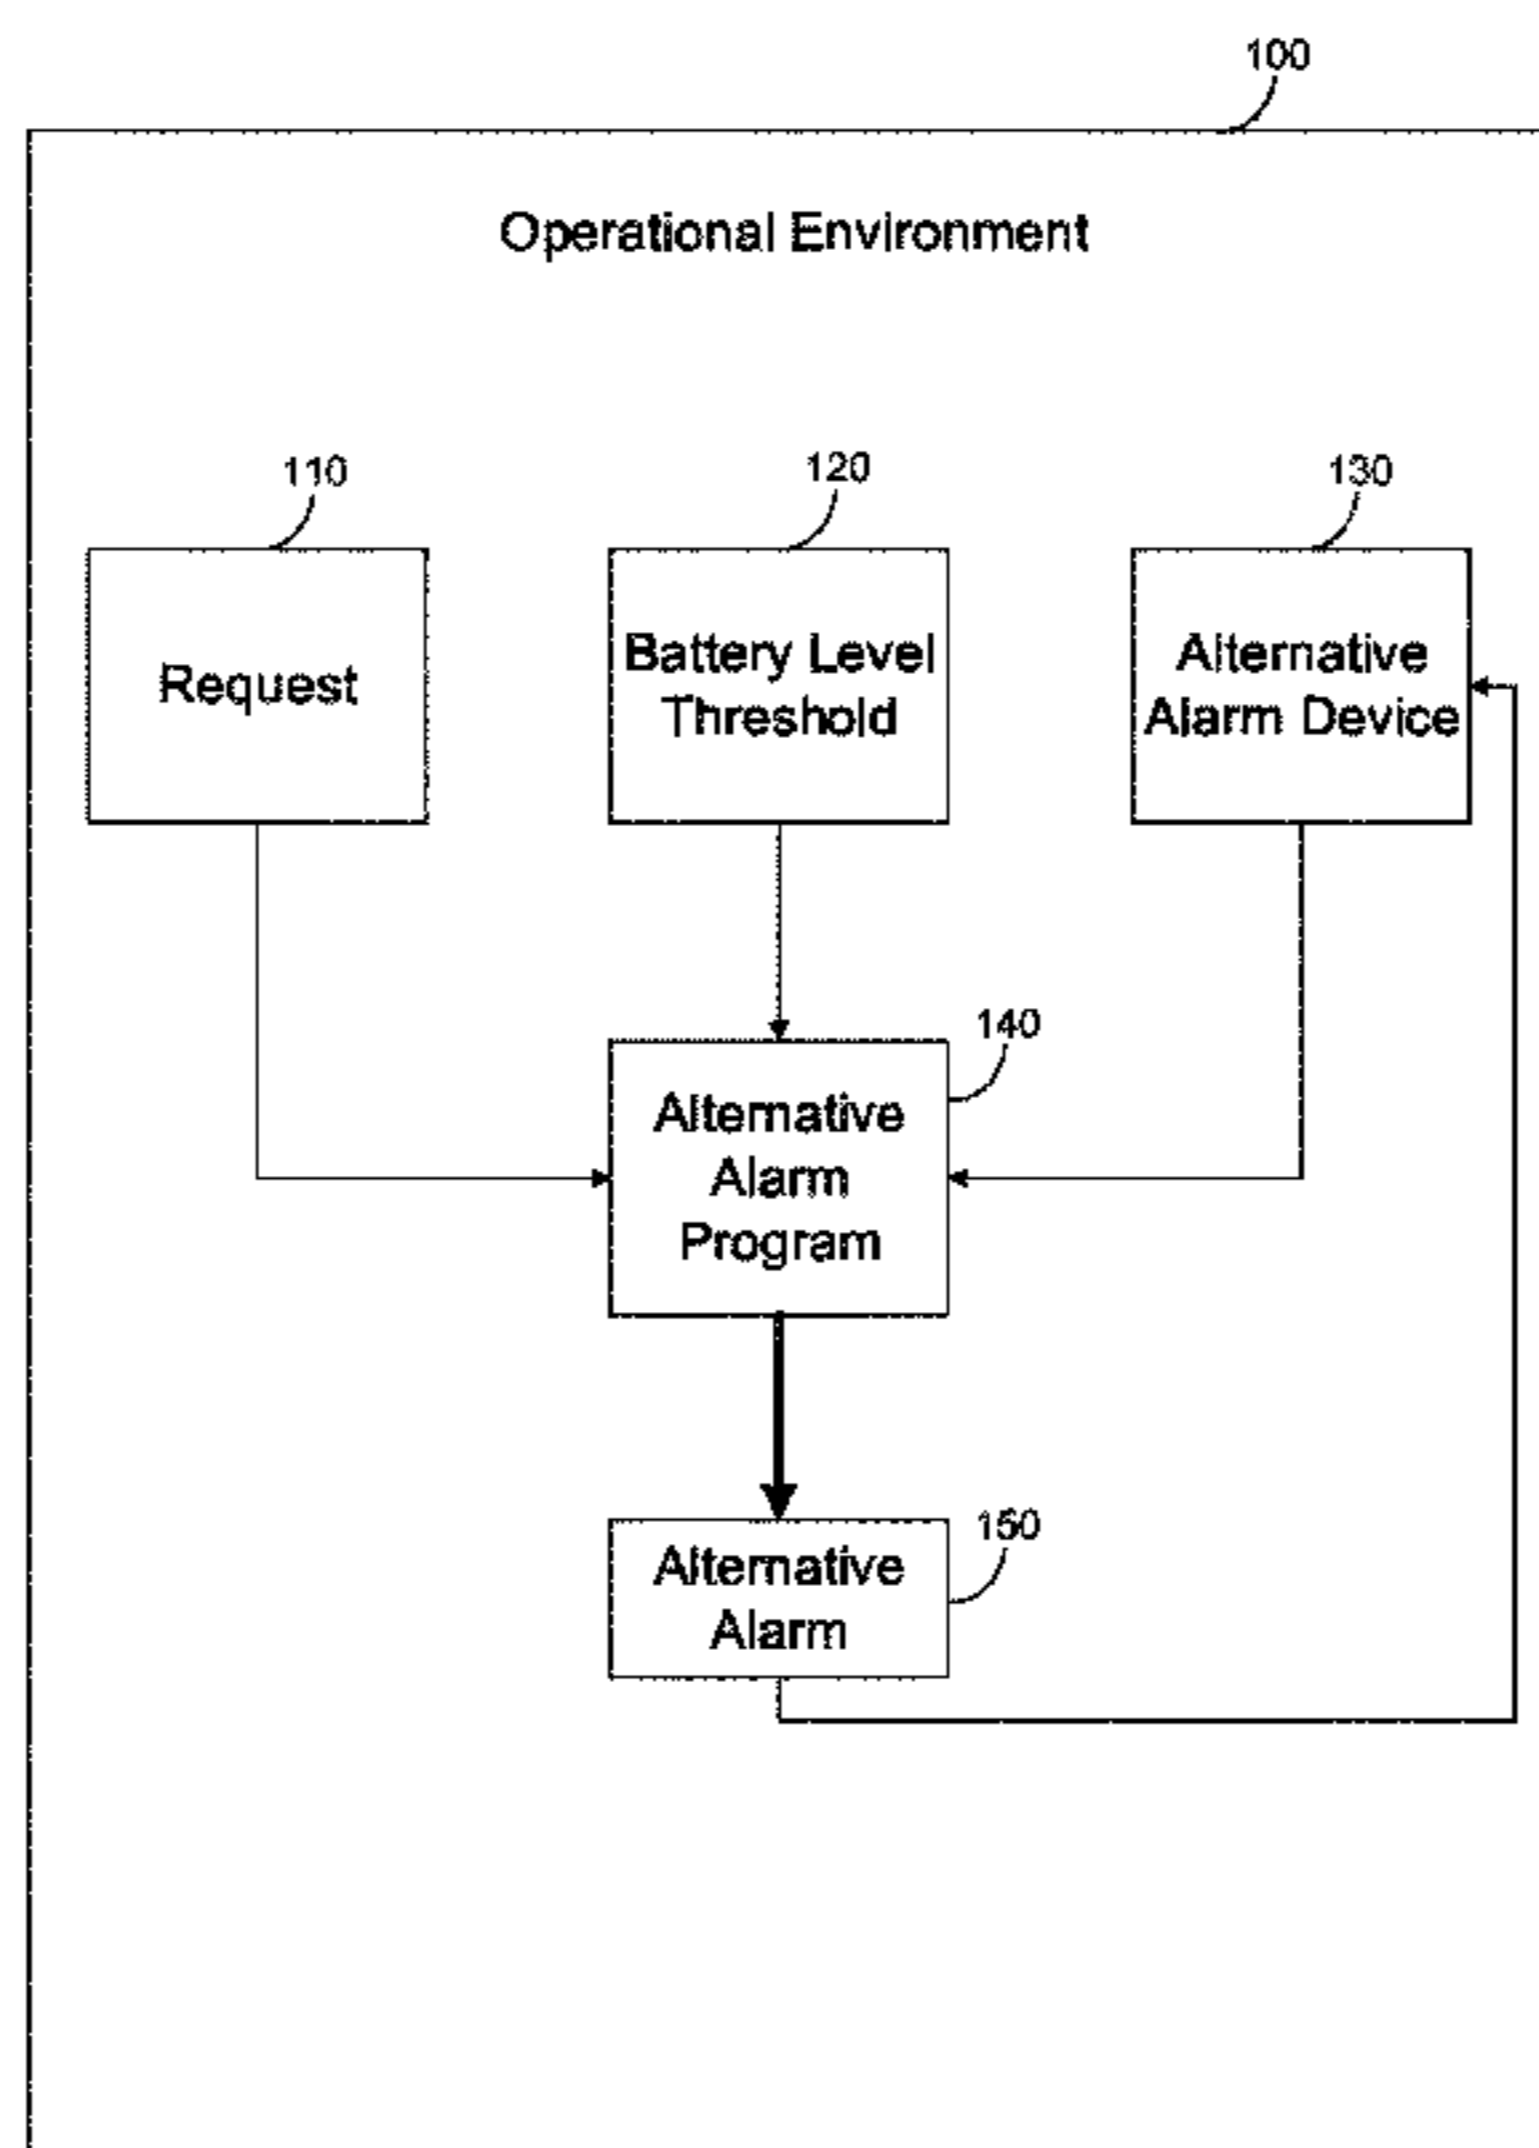 100
Operational Environment
110
120
130
Request
Battery Level
Threshold
Alternative
Alarm Device
140
Alternative
Alarm
Program
150
Alternative
Alarm